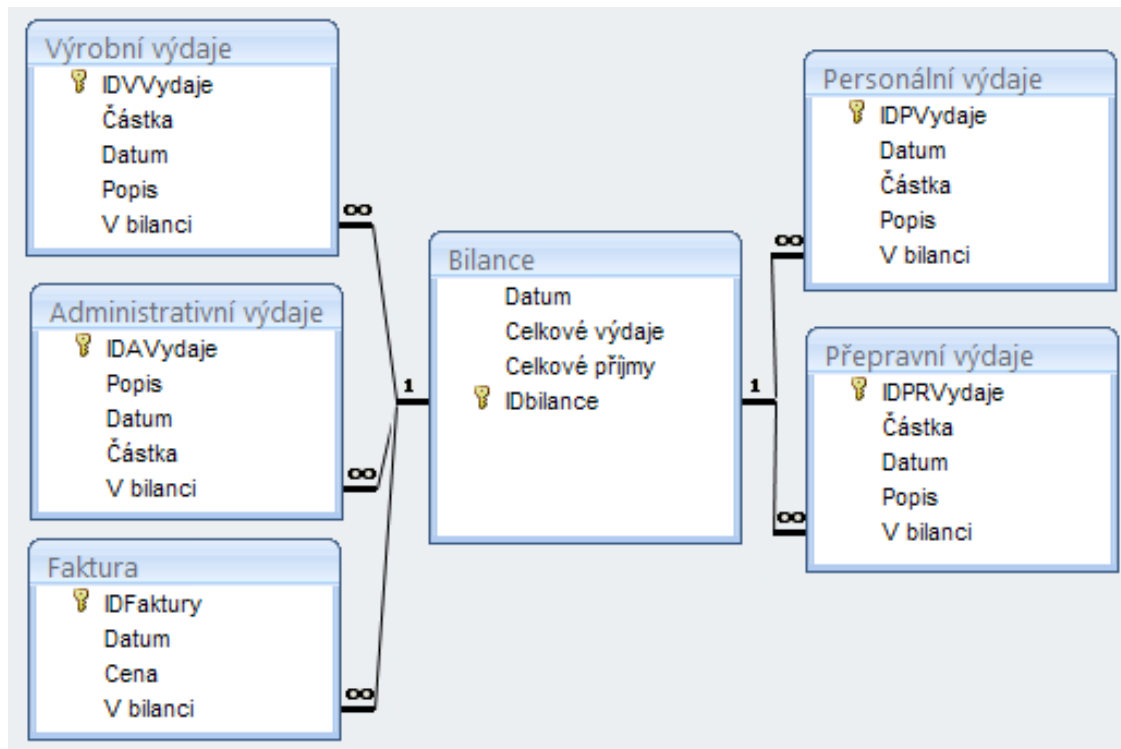 Výrobní výdaje
IDVVydaje
Částka
Datum
Popis
V bilanci
∞
Administrativní výdaje
IDAVydaje
Popis
Datum
Částka
V bilanci
∞
Faktura
IDFaktury
Datum
Cena
V bilanci
∞
1
Bilance
Datum
Celkové výdaje
Celkové příjmy
IDbilance
1
Personální výdaje
IDPVydaje
Datum
Částka
Popis
V bilanci
∞
Přepravní výdaje
IDPRVydaje
Částka
Datum
Popis
V bilanci
∞